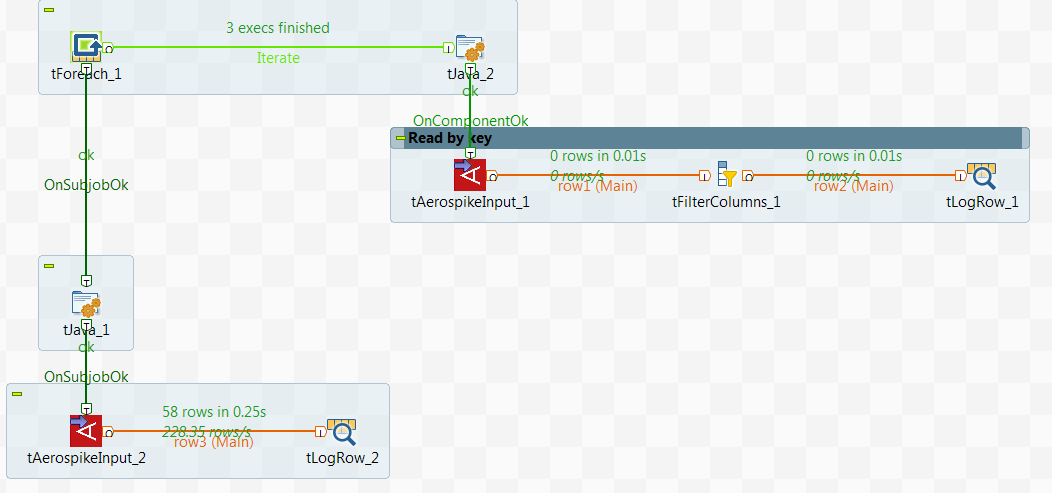 3 execs finished
Iterate
tForeach_1
tJava_2
ok
OnComponentOk
Read by key
0 rows in 0.01s
0 rows/s
row1 (Main)
0 rows in 0.01s
0 rows/s
row2 (Main)
tAerospikeInput_1
tFilterColumns_1
tLogRow_1
ok
OnSubjobOk
tJava_1
ok
OnSubjobOk
58 rows in 0.25s
228.35 rows/s
row3 (Main)
tAerospikeInput_2
tLogRow_2